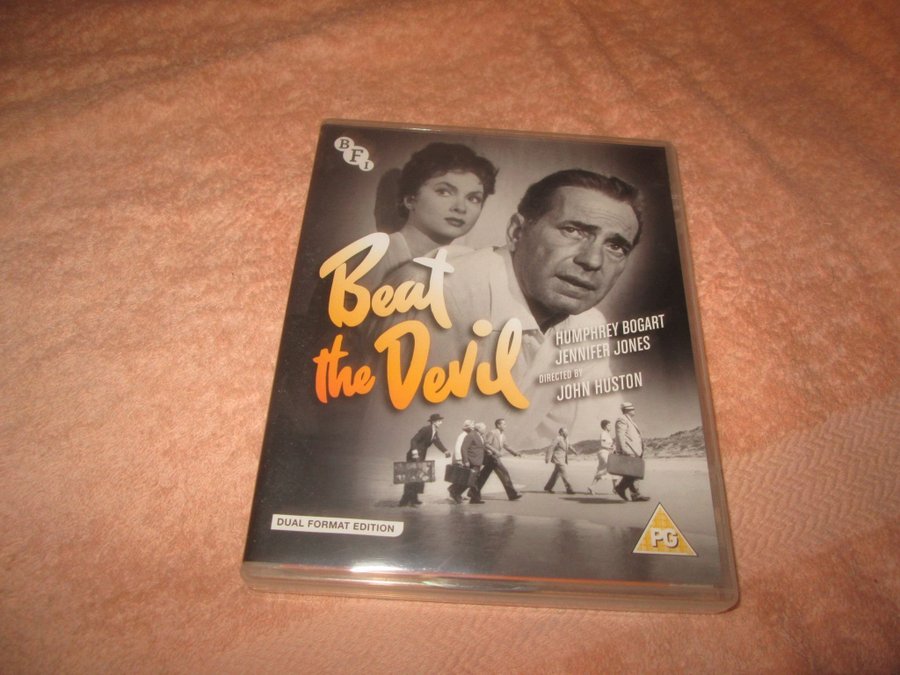 BFI
Beat
the Devil
HUMPHREY BOGART
JENNIFER JONES
DIRECTED BY
JOHN HUSTON
DUAL FORMAT EDITION
PG